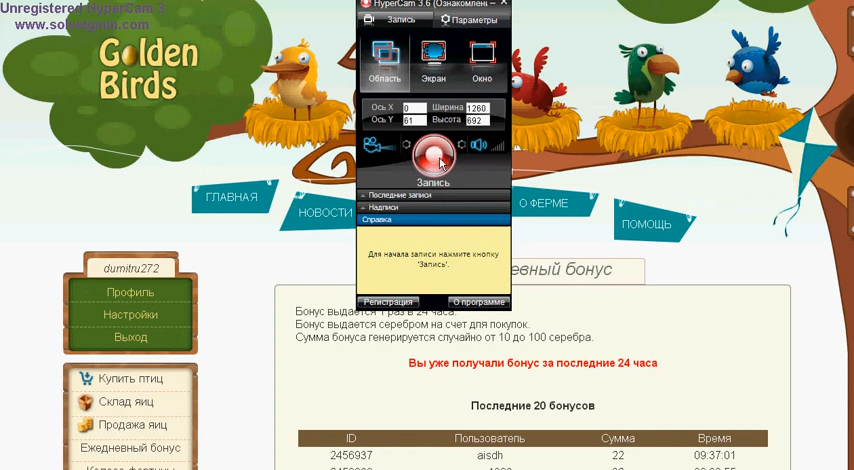 Unregistered HyperCam 3
www.solveigmm.com
HyperCam 3.6 (Ознакомлени
Запись
Параметры
Golden
Birds
Область
Экран
Окно
Ось X 0 Ширина 1260
Ось Y 61 Высота 692
Запись
Последние записи
Надписи
Справка
Для начала записи нажмите кнопку
"Запись".
Регистрация
О программе
ГЛАВНАЯ
НОВОСТИ
О ФЕРМЕ
ПОМОЩЬ
dumitru272
Профиль
Настройки
Выход
Купить птиц
Склад яиц
Продажа яиц
Ежедневный бонус
евный бонус
Бонус выдается 1 раз в 24 часа.
Бонус выдается серебром на счет для покупок.
Сумма бонуса генерируется случайно от 10 до 100 серебра.
Вы уже получали бонус за последние 24 часа
Последние 20 бонусов
ID Пользователь Сумма Время
2456937 aisdh 22 09:37:01